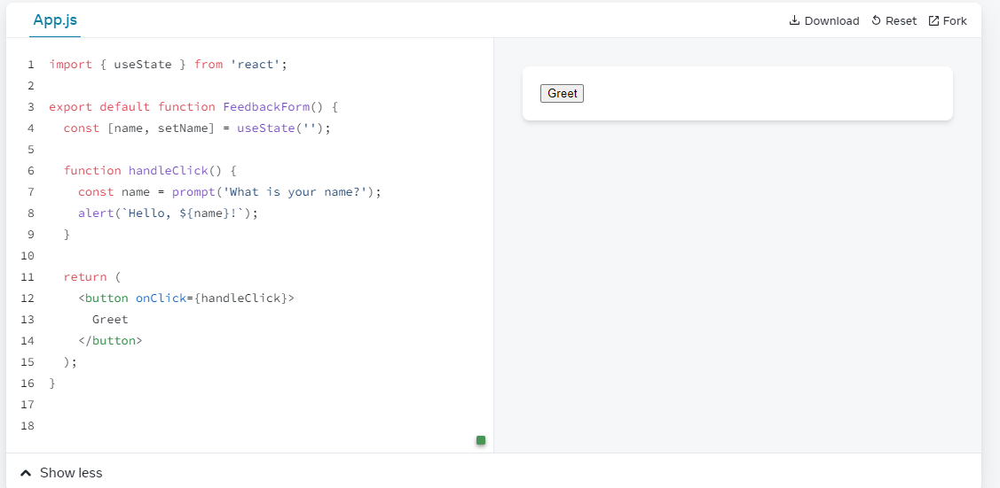 App.js
Download Reset Fork
1 import { useState } from 'react';
2
3 export default function FeedbackForm() {
4   const [name, setName] = useState('');
5
6   function handleClick() {
7     const name = prompt('What is your name?');
8     alert(`Hello, ${name}!`);
9   }
10
11   return (
12     <button onClick={handleClick}>
13       Greet
14     </button>
15   );
16 }
17
18
Greet
Show less